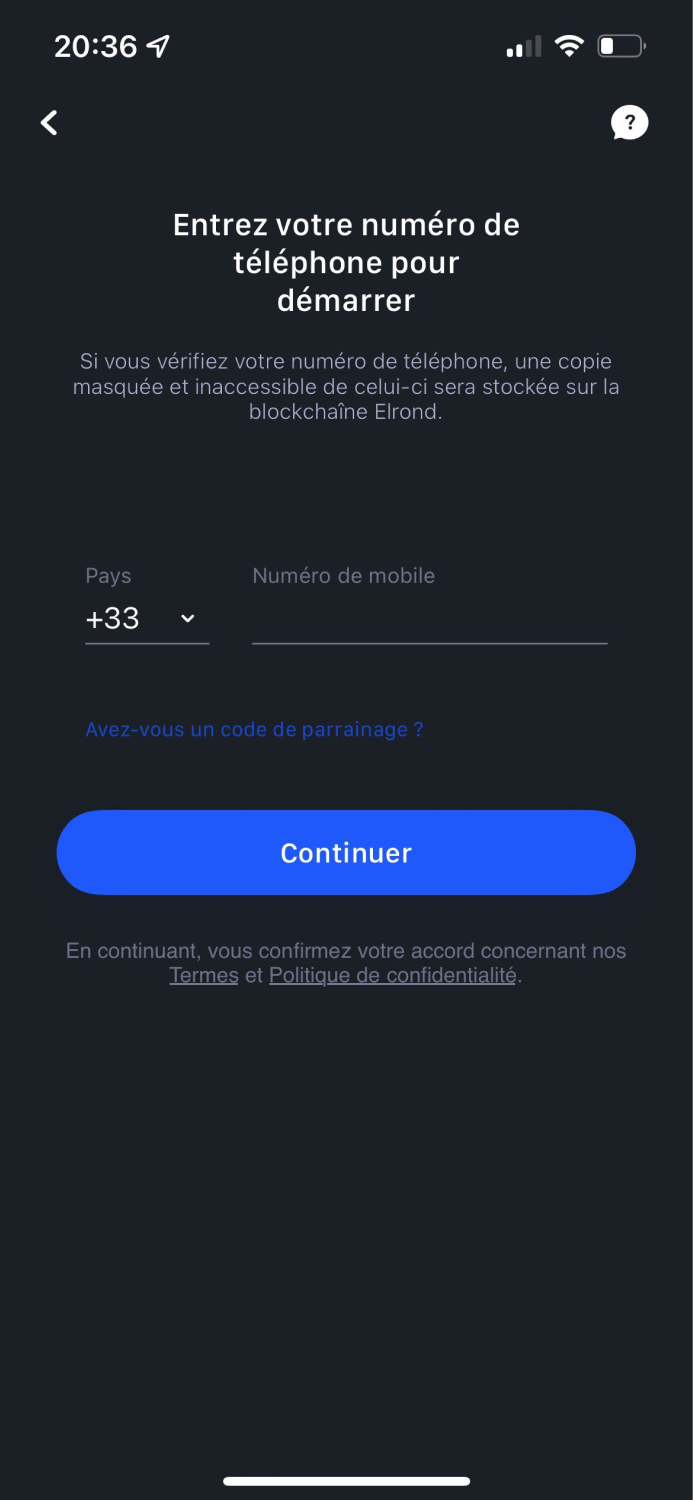 20:36
?
Entrez votre numéro de
téléphone pour
démarrer
Si vous vérifiez votre numéro de téléphone, une copie
masquée et inaccessible de celui-ci sera stockée sur la
blockchaîne Elrond.
Pays
Numéro de mobile
+33
Avez-vous un code de parrainage ?
Continuer
En continuant, vous confirmez votre accord concernant nos
Termes et Politique de confidentialité.